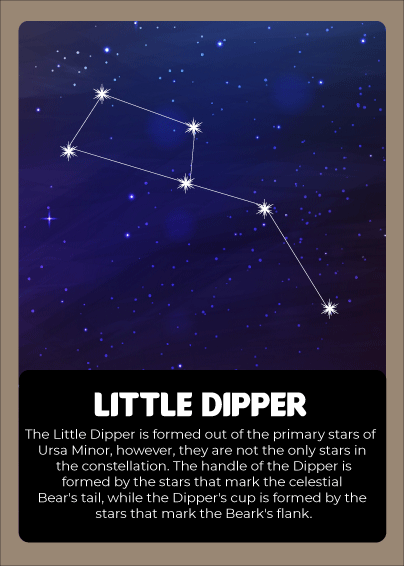 LITTLE DIPPER
The Little Dipper is formed out of the primary stars of
Ursa Minor, however, they are not the only stars in
the constellation. The handle of the Dipper is
formed by the stars that mark the celestial
Bear's tail, while the Dipper's cup is formed by the
stars that mark the Beark's flank.